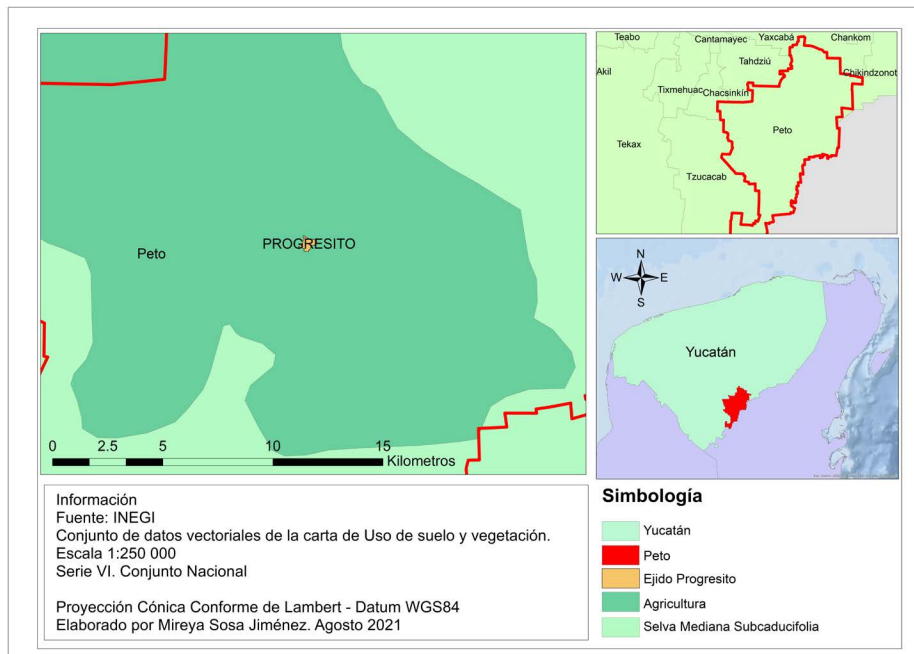 Peto
PROGRESITO
0 2.5 5 10 15
Kilometros
Teabo
Cantamayec
Yaxcabá
Chankom
Akil
Tahdziú
Chikindzonot
Tixmehuac
Chacsinkín
Peto
Tekax
Tzucacab
N
W E
S
Yucatán
Información
Fuente: INEGI
Conjunto de datos vectoriales de la carta de Uso de suelo y vegetación.
Escala 1:250 000
Serie VI. Conjunto Nacional
Proyección Cónica Conforme de Lambert - Datum WGS84
Elaborado por Mireya Sosa Jiménez. Agosto 2021
Simbología
Yucatán
Peto
Ejido Progresito
Agricultura
Selva Mediana Subcaducifolia